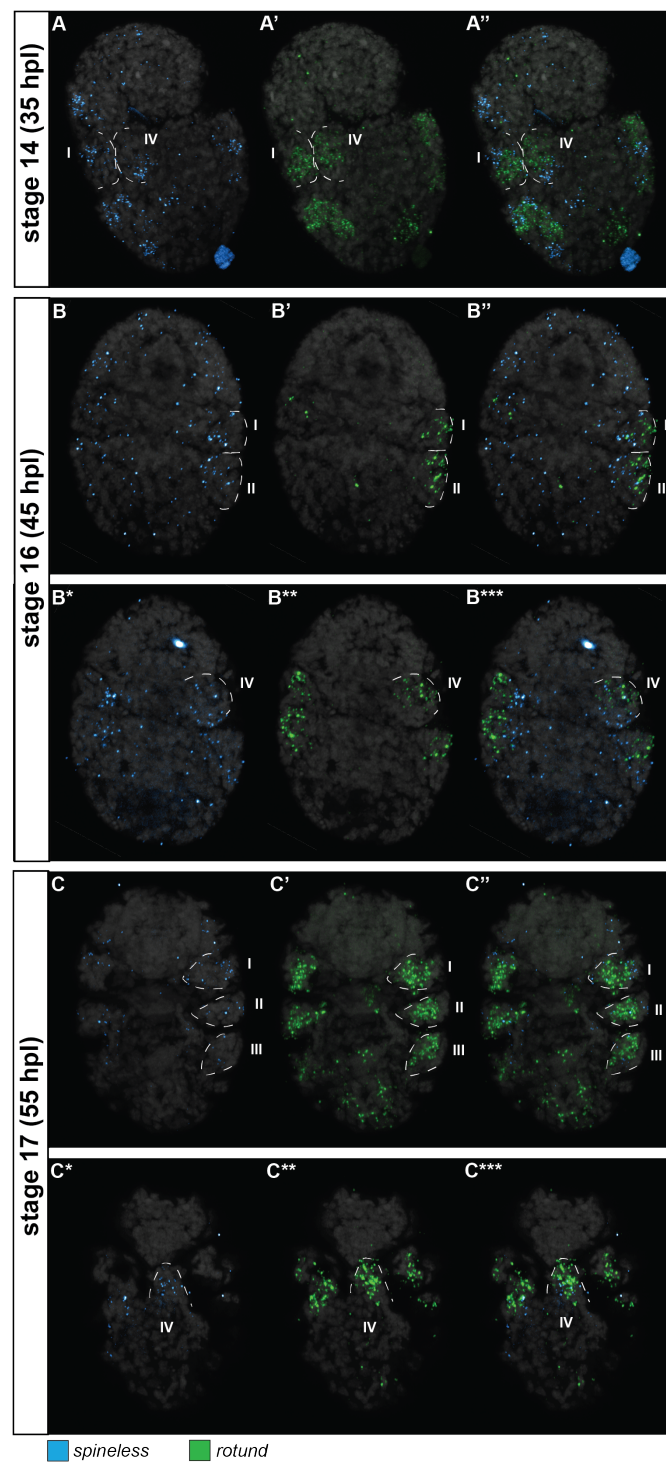 stage 14 (35 hpl)
A
A’
A’’
I
IV
IV
I
IV
stage 16 (45 hpl)
B
B’
B’’
I
II
I
II
I
II
B*
B**
B***
IV
IV
IV
stage 17 (55 hpl)
C
C’
C’’
I
II
III
I
II
III
I
II
III
C*
C**
C***
IV
IV
IV
spineless
rotund